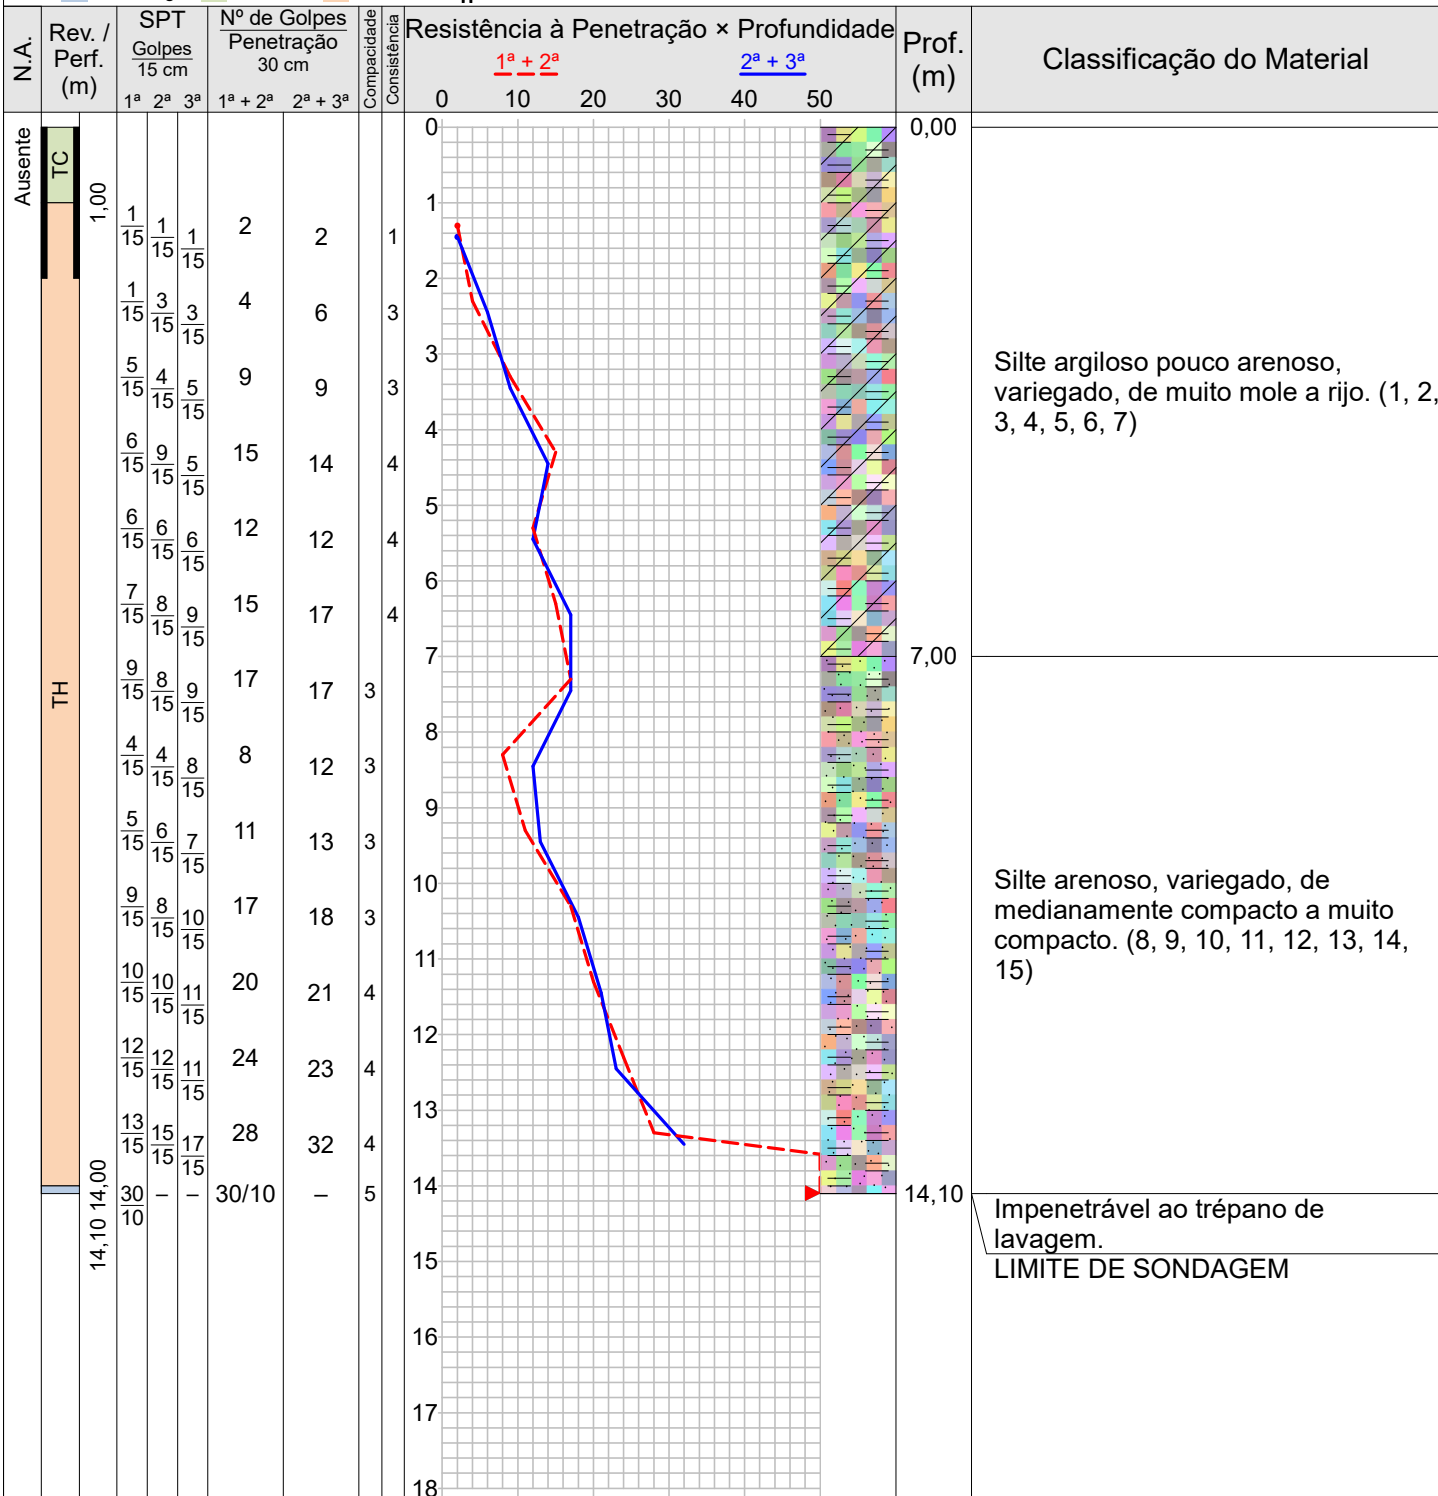 N.A.
Rev. /
Perf.
(m)
SPT
Golpes
15 cm
1ª 2ª 3ª
Nº de Golpes
Penetração
30 cm
1ª + 2ª 2ª + 3ª
Compacidade
Consistência
Resistência à Penetração × Profundidade
1ª + 2ª 2ª + 3ª
0 10 20 30 40 50
Prof.
(m)
Classificação do Material
Ausente
TC
1,00
TH
14,00
14,10
1/15 1/15 1/15 2 2 1
1/15 3/15 3/15 4 6 3
5/15 4/15 5/15 9 9 3
6/15 9/15 5/15 15 14 4
6/15 6/15 6/15 12 12 4
7/15 8/15 9/15 15 17 4
9/15 8/15 9/15 17 17 3
4/15 4/15 8/15 8 12 3
5/15 6/15 7/15 11 13 3
9/15 8/15 10/15 17 18 3
10/15 10/15 11/15 20 21 4
12/15 12/15 11/15 24 23 4
13/15 15/15 17/15 28 32 4
30/10 – – 30/10 – 5
0
1
2
3
4
5
6
7
8
9
10
11
12
13
14
15
16
17
18
0,00
7,00
14,10
Silte argiloso pouco arenoso,
variegado, de muito mole a rijo. (1, 2,
3, 4, 5, 6, 7)
Silte arenoso, variegado, de
medianamente compacto a muito
compacto. (8, 9, 10, 11, 12, 13, 14,
15)
Impenetrável ao trépano de
lavagem.
LIMITE DE SONDAGEM